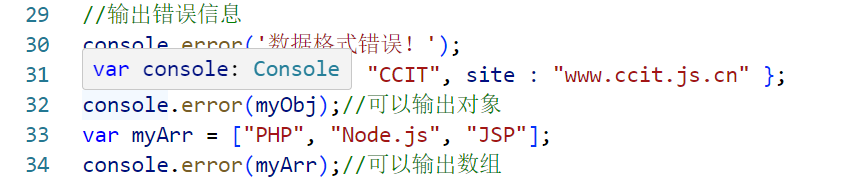 29 //输出错误信息
30 console.error('数据格式错误！');
var console: Console
31 "CCIT", site : "www.ccit.js.cn" };
32 console.error(myObj);//可以输出对象
33 var myArr = ["PHP", "Node.js", "JSP"];
34 console.error(myArr);//可以输出数组